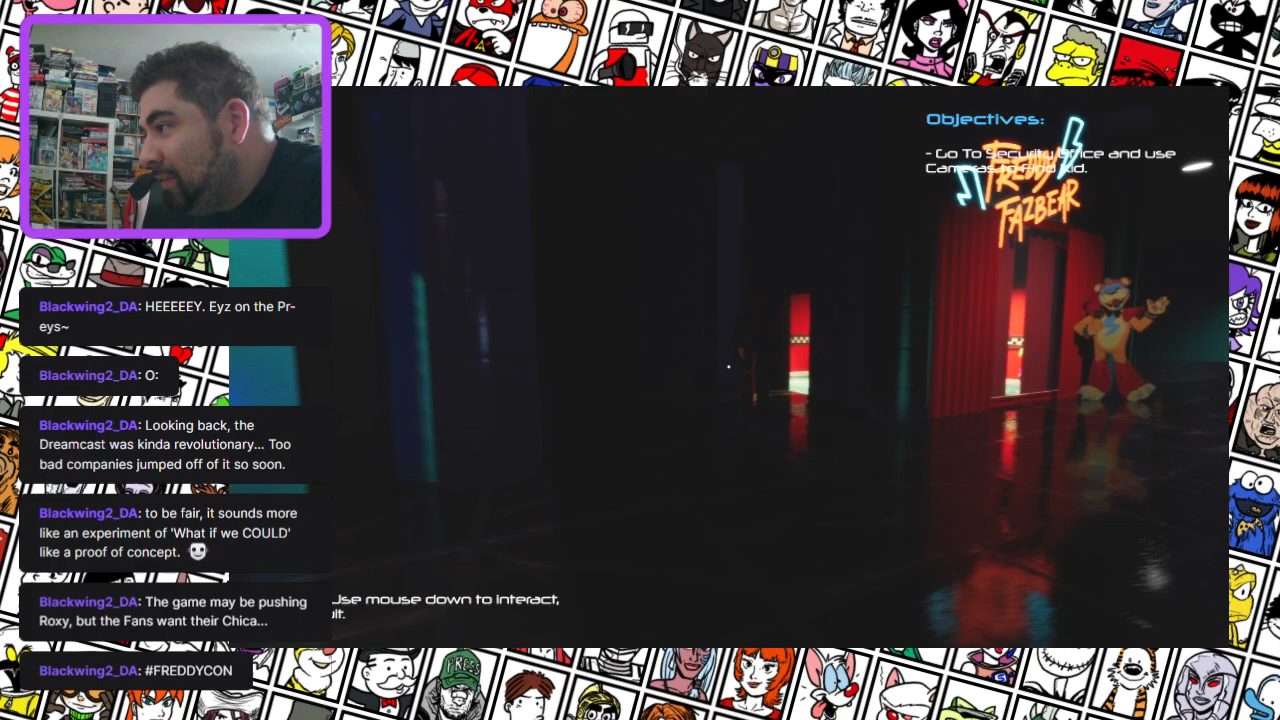 Objectives:
- Go To Security Office and use
Cameras to Find Kid.
FREDDY
FAZBEAR
Blackwing2_DA: HEEEEEY. Eyz on the Pr-
eys~
Blackwing2_DA: O:
Blackwing2_DA: Looking back, the
Dreamcast was kinda revolutionary... Too
bad companies jumped off of it so soon.
Blackwing2_DA: to be fair, it sounds more
like an experiment of 'What if we COULD'
like a proof of concept.
Blackwing2_DA: The game may be pushing
Roxy, but the Fans want their Chica...
Blackwing2_DA: #FREDDYCON
Use mouse down to interact,
PRESS